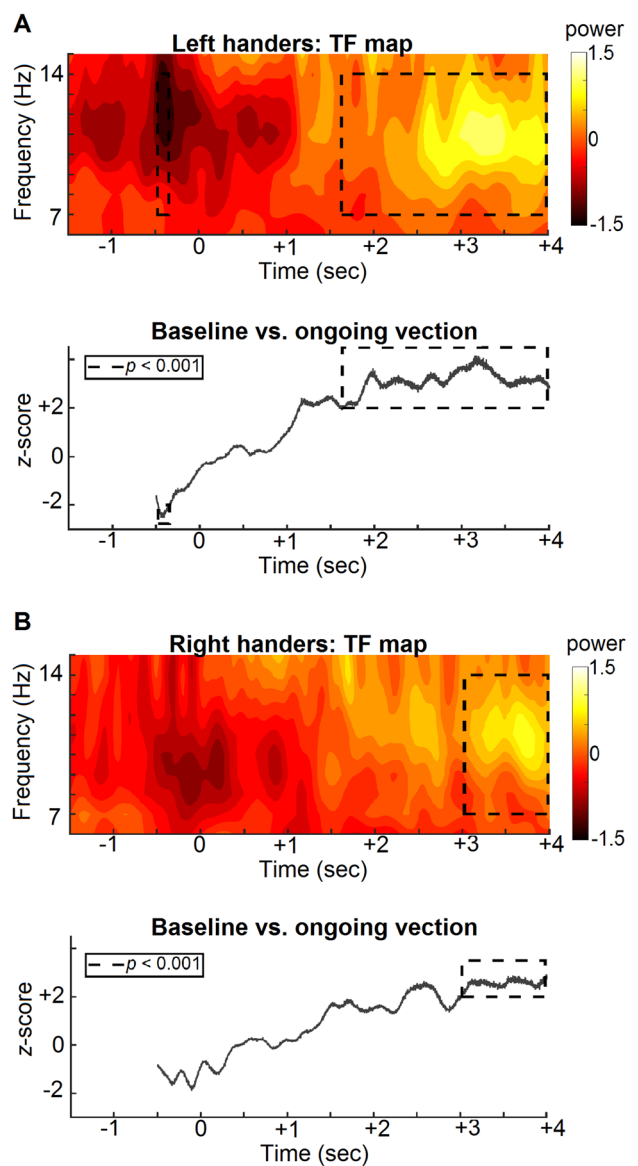 A
Left handers: TF map
power
Frequency (Hz)
14
7
1.5
0
-1.5
-1 0 +1 +2 +3 +4
Time (sec)
Baseline vs. ongoing vection
p < 0.001
z-score
+2
0
-2
-1 0 +1 +2 +3 +4
Time (sec)
B
Right handers: TF map
power
Frequency (Hz)
14
7
1.5
0
-1.5
-1 0 +1 +2 +3 +4
Time (sec)
Baseline vs. ongoing vection
p < 0.001
z-score
+2
0
-2
-1 0 +1 +2 +3 +4
Time (sec)